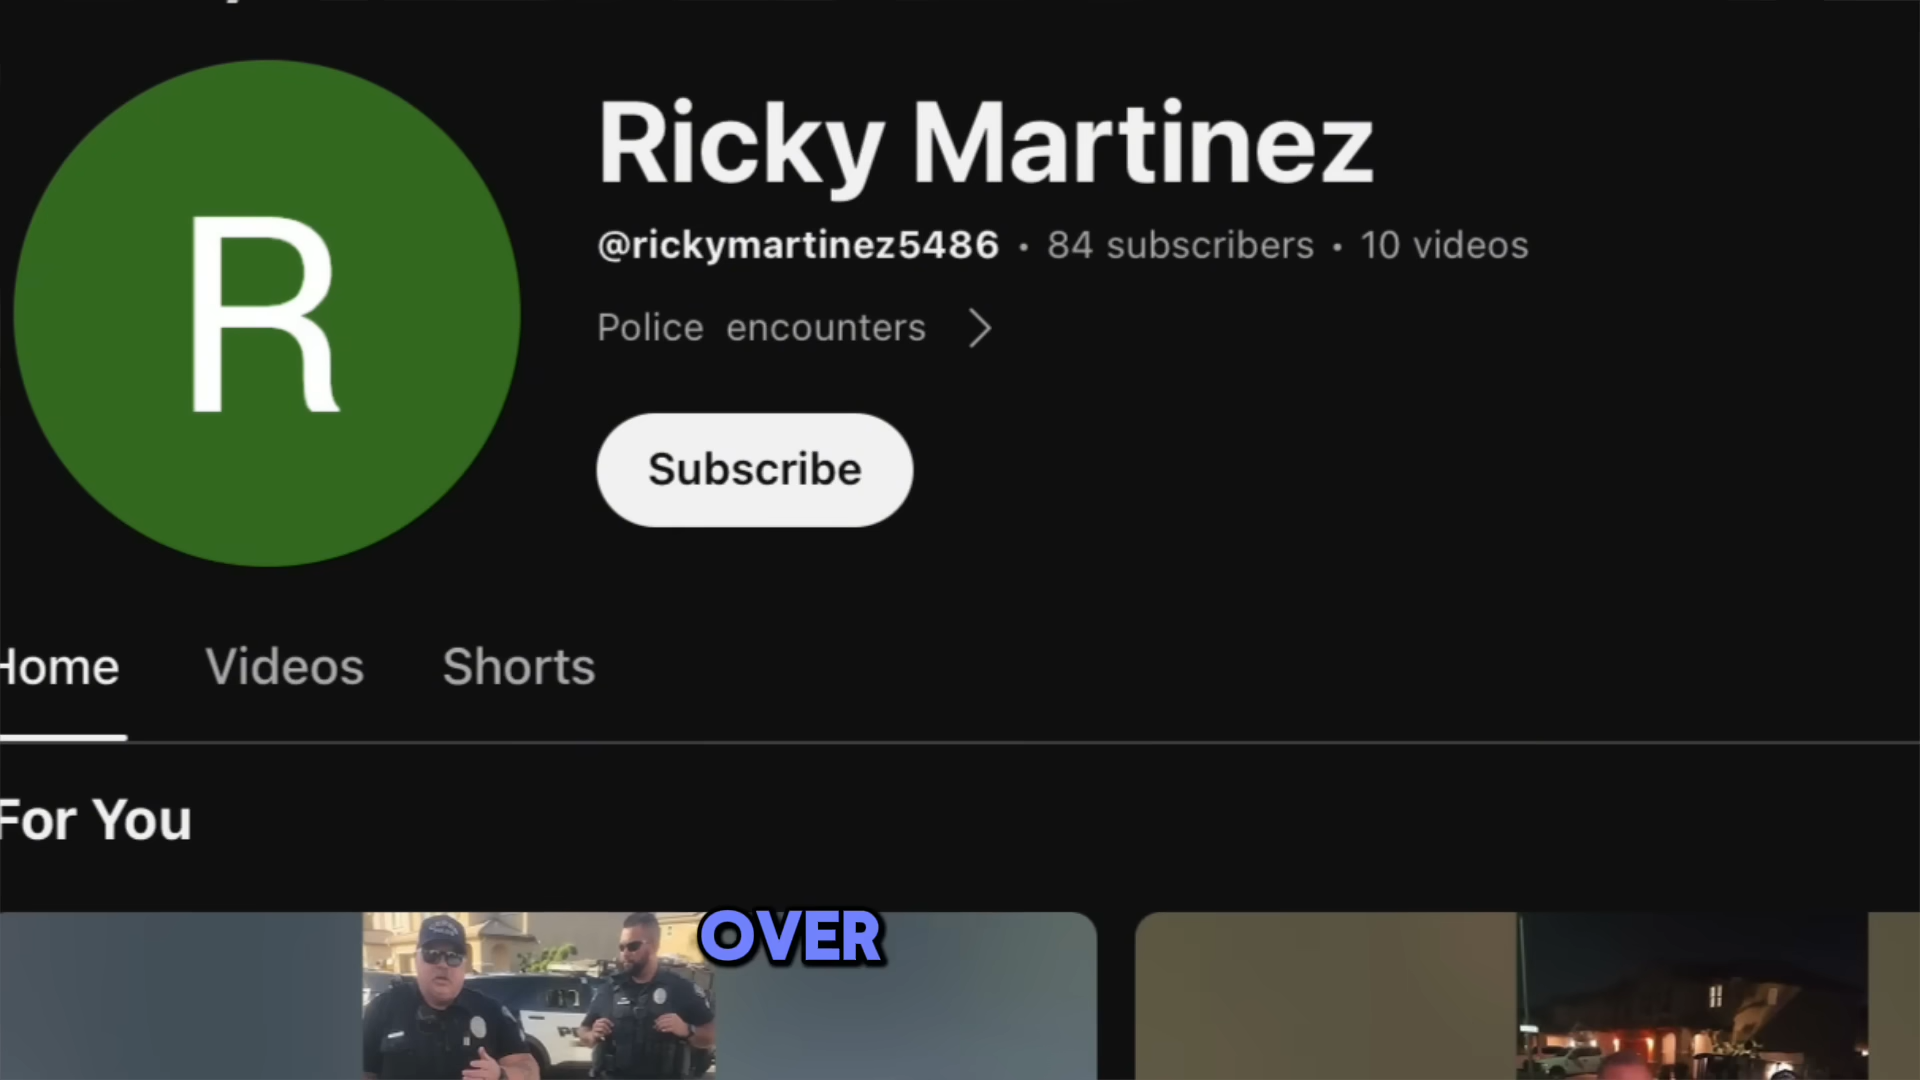 R
Ricky Martinez
@rickymartinez5486 · 84 subscribers · 10 videos
Police encounters
Subscribe
Home Videos Shorts
For You
OVER